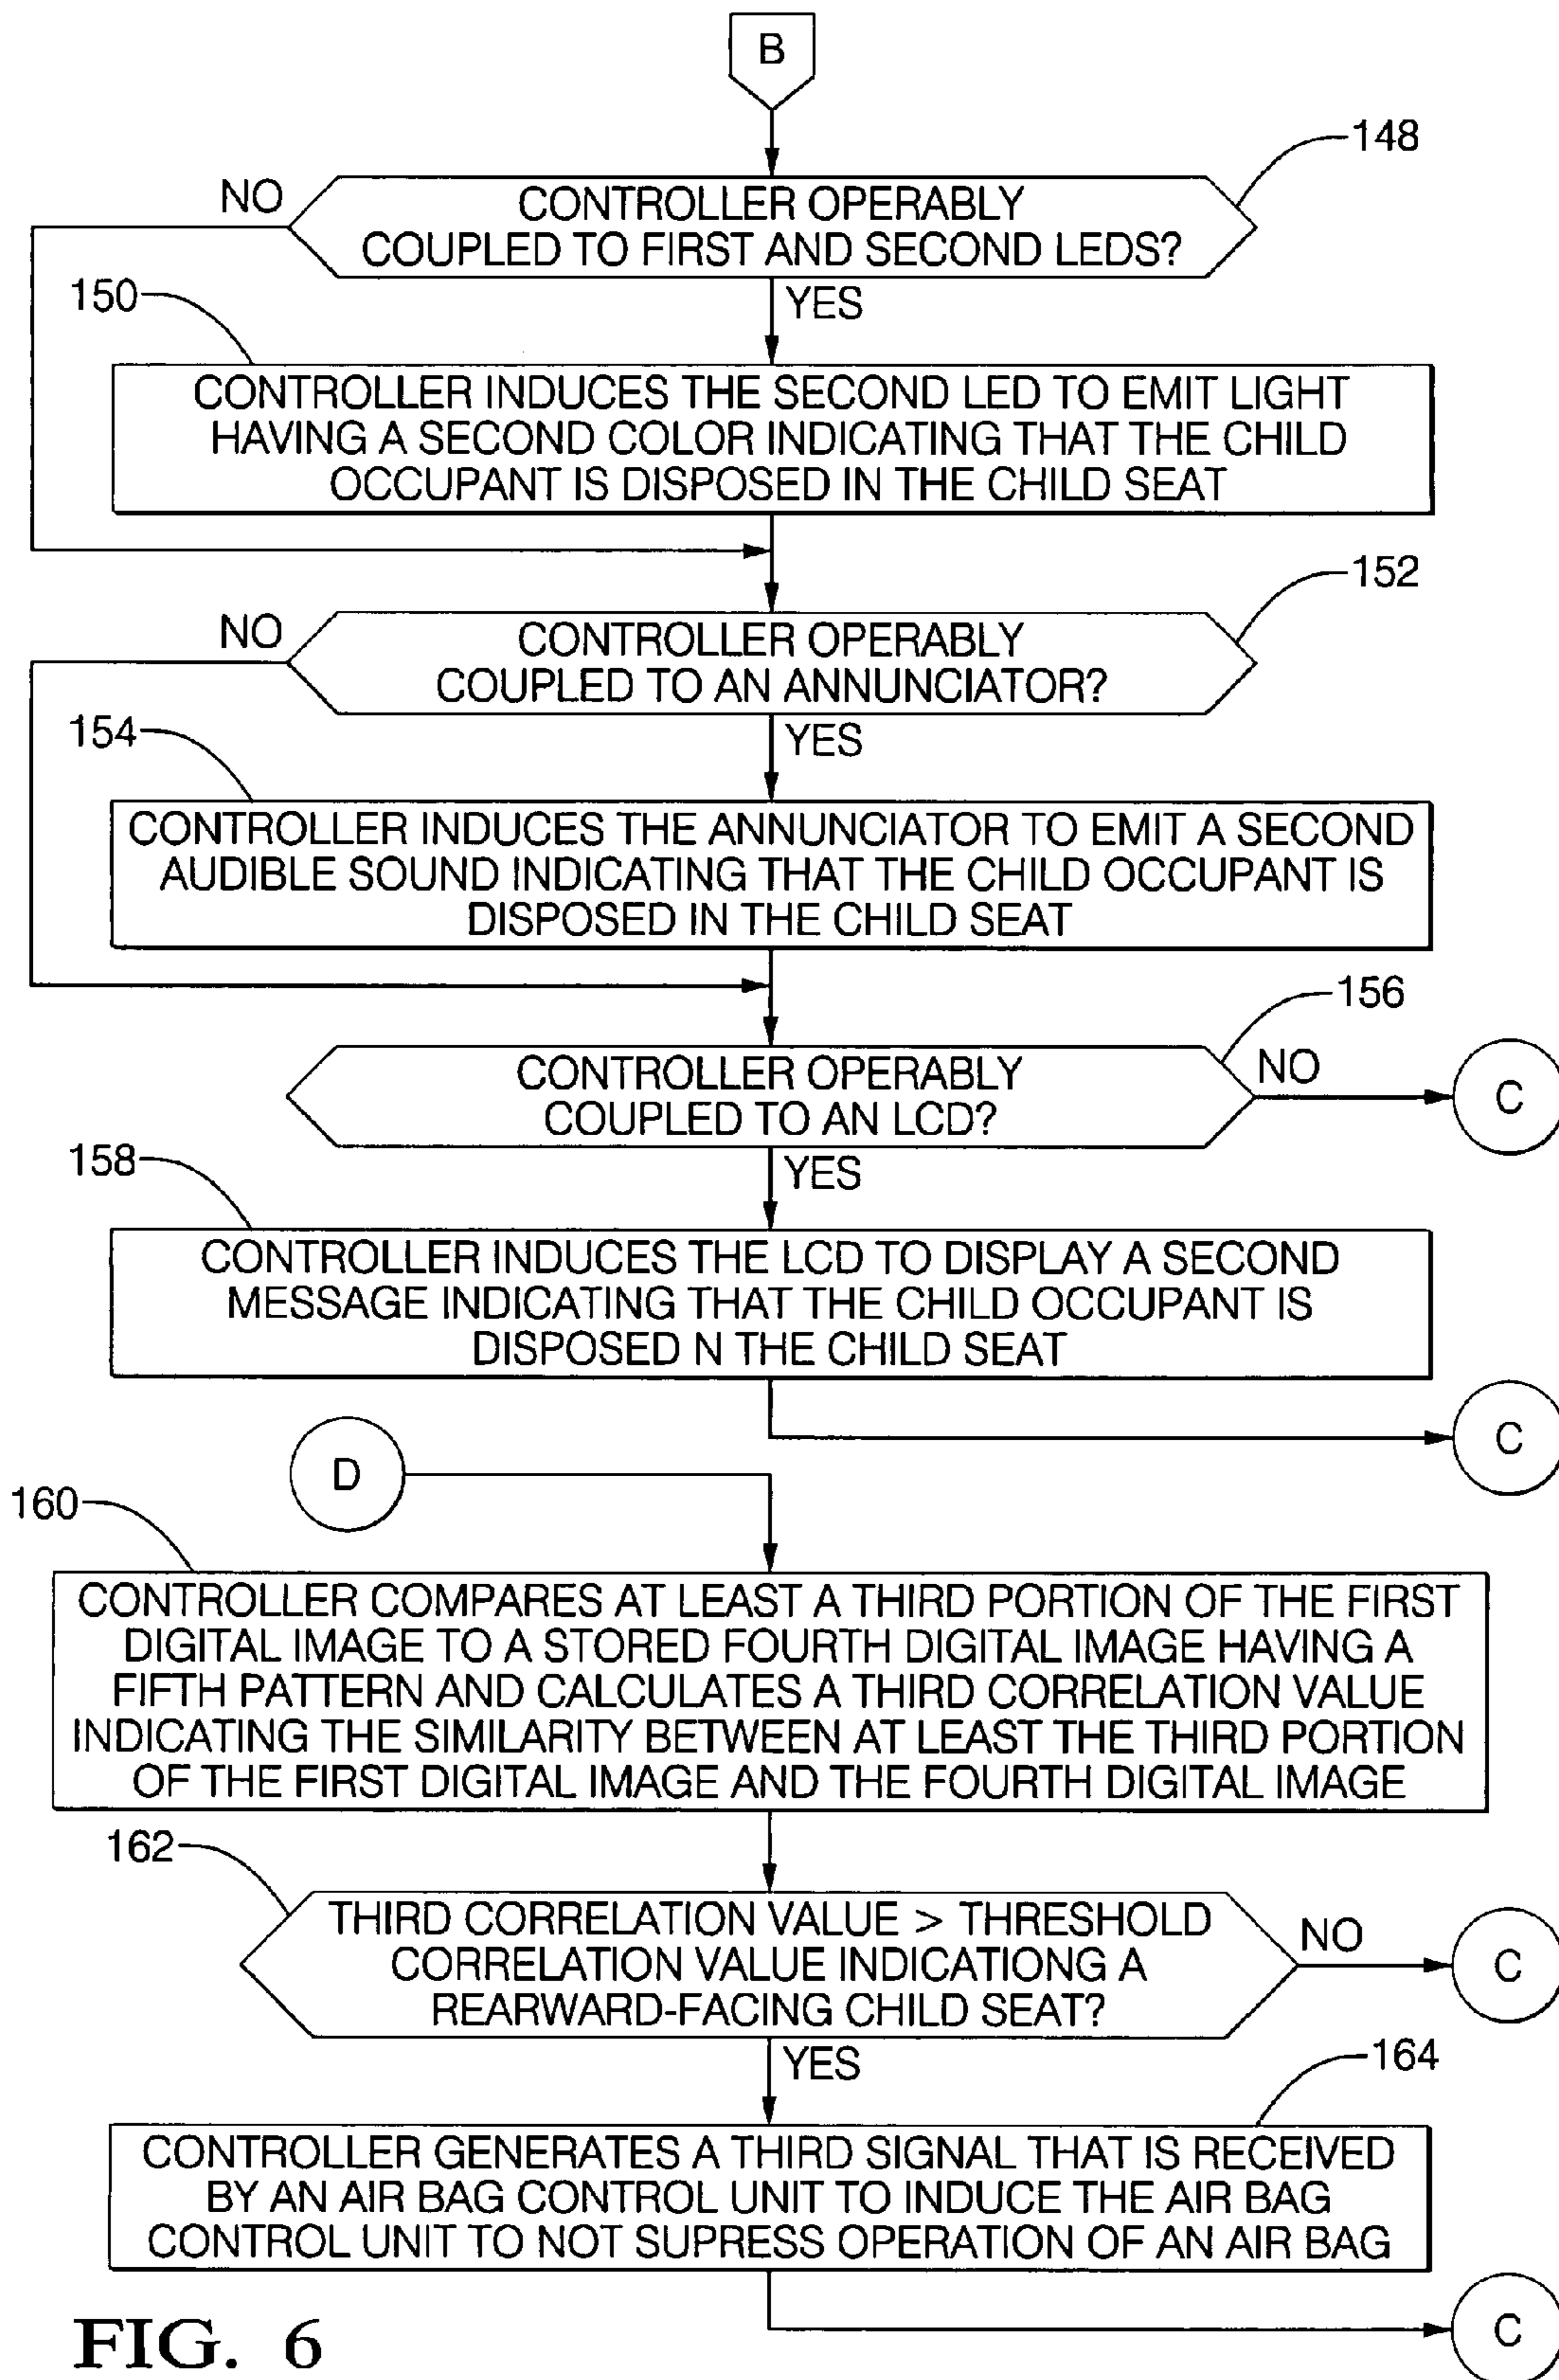 B
148
NO
CONTROLLER OPERABLY
COUPLED TO FIRST AND SECOND LEDS?
YES
150
CONTROLLER INDUCES THE SECOND LED TO EMIT LIGHT
HAVING A SECOND COLOR INDICATING THAT THE CHILD
OCCUPANT IS DISPOSED IN THE CHILD SEAT
152
NO
CONTROLLER OPERABLY
COUPLED TO AN ANNUNCIATOR?
YES
154
CONTROLLER INDUCES THE ANNUNCIATOR TO EMIT A SECOND
AUDIBLE SOUND INDICATING THAT THE CHILD OCCUPANT IS
DISPOSED IN THE CHILD SEAT
156
CONTROLLER OPERABLY
COUPLED TO AN LCD?
NO
C
YES
158
CONTROLLER INDUCES THE LCD TO DISPLAY A SECOND
MESSAGE INDICATING THAT THE CHILD OCCUPANT IS
DISPOSED N THE CHILD SEAT
C
D
160
CONTROLLER COMPARES AT LEAST A THIRD PORTION OF THE FIRST
DIGITAL IMAGE TO A STORED FOURTH DIGITAL IMAGE HAVING A
FIFTH PATTERN AND CALCULATES A THIRD CORRELATION VALUE
INDICATING THE SIMILARITY BETWEEN AT LEAST THE THIRD PORTION
OF THE FIRST DIGITAL IMAGE AND THE FOURTH DIGITAL IMAGE
162
THIRD CORRELATION VALUE > THRESHOLD
CORRELATION VALUE INDICATIONG A
REARWARD-FACING CHILD SEAT?
NO
C
YES
164
CONTROLLER GENERATES A THIRD SIGNAL THAT IS RECEIVED
BY AN AIR BAG CONTROL UNIT TO INDUCE THE AIR BAG
CONTROL UNIT TO NOT SUPRESS OPERATION OF AN AIR BAG
C
FIG. 6